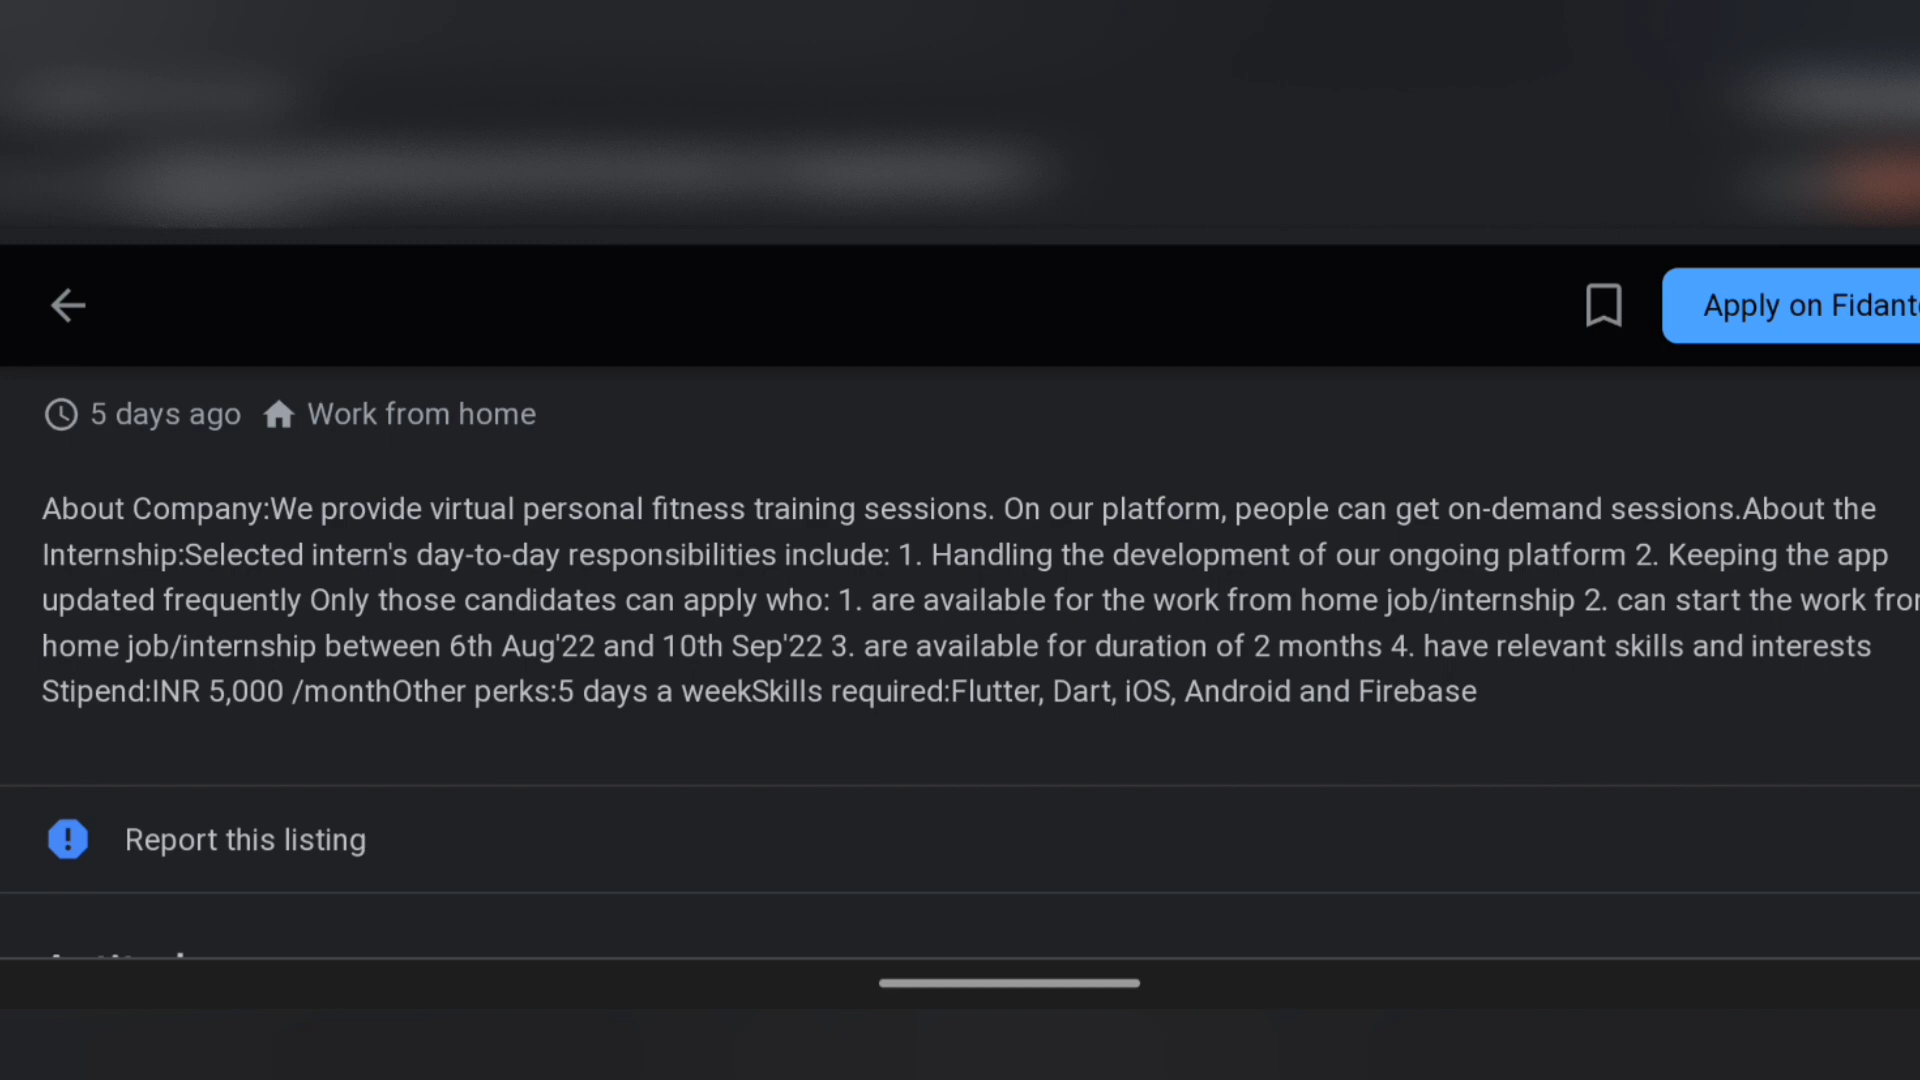 Apply on
5 days ago Work from home
About Company:We provide virtual personal fitness training sessions. On our platform, people can get on-demand sessions.About the
Internship:Selected intern's day-to-day responsibilities include: 1. Handling the development of our ongoing platform 2. Keeping the app
updated frequently Only those candidates can apply who: 1. are available for the work from home job/internship 2. can start the work
home job/internship between 6th Aug'22 and 10th Sep'22 3. are available for duration of 2 months 4. have relevant skills and interests
Stipend:INR 5,000 /monthOther perks:5 days a weekSkills required:Flutter, Dart, iOS, Android and Firebase
Report this listing